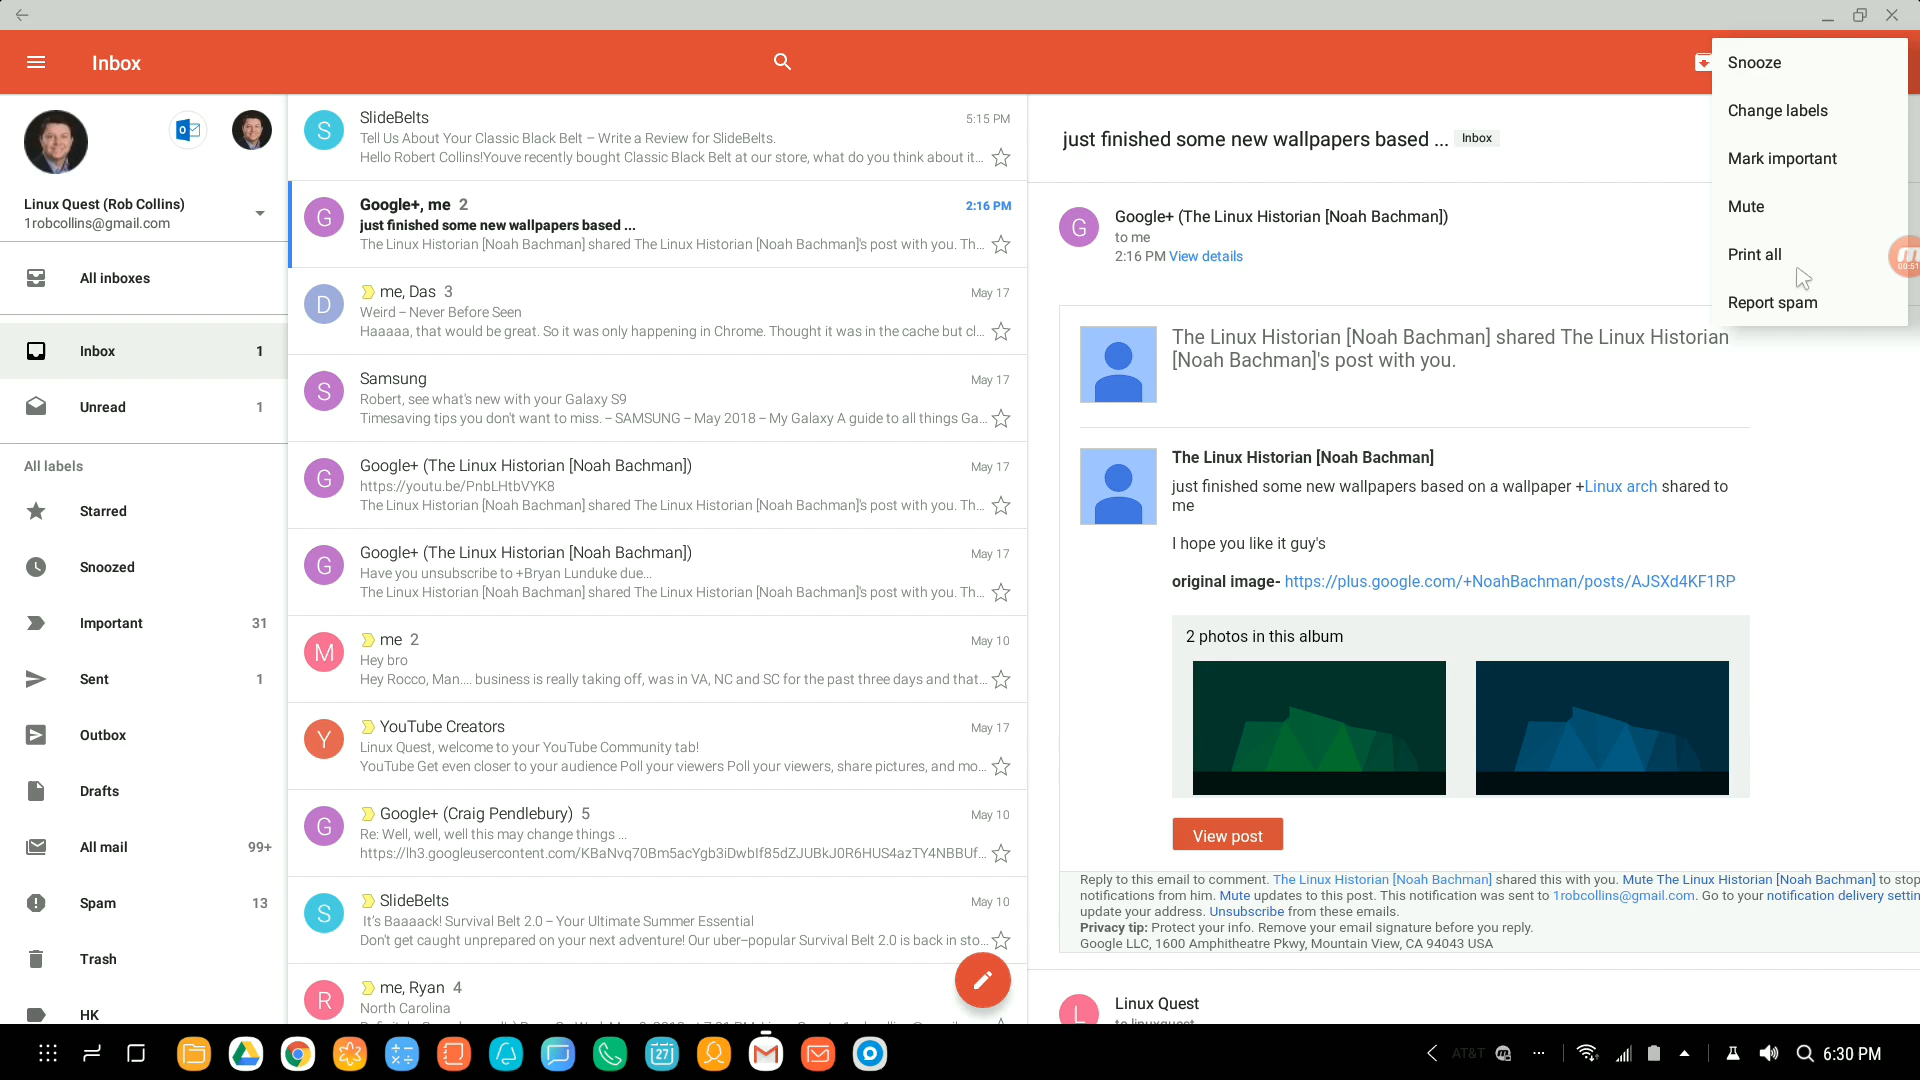 Inbox
Snooze
Change labels
Mark important
Mute
Print all
Report spam
00:51
Linux Quest (Rob Collins)
1robcollins@gmail.com
All inboxes
Inbox 1
Unread 1
All labels
Starred
Snoozed
Important 31
Sent 1
Outbox
Drafts
All mail 99+
Spam 13
Trash
HK
S
SlideBelts 5:15 PM
Tell Us About Your Classic Black Belt – Write a Review for SlideBelts.
Hello Robert Collins!Youve recently bought Classic Black Belt at our store, what do you think about it...
G
Google+, me 2 2:16 PM
just finished some new wallpapers based ...
The Linux Historian [Noah Bachman] shared The Linux Historian [Noah Bachman]'s post with you. Th...
D
me, Das 3 May 17
Weird – Never Before Seen
Haaaaa, that would be great. So it was only happening in Chrome. Thought it was in the cache but cl...
S
Samsung May 17
Robert, see what's new with your Galaxy S9
Timesaving tips you don't want to miss. – SAMSUNG – May 2018 – My Galaxy A guide to all things Ga...
G
Google+ (The Linux Historian [Noah Bachman]) May 17
https://youtu.be/PnbLHtbVYK8
The Linux Historian [Noah Bachman] shared The Linux Historian [Noah Bachman]'s post with you. Th...
G
Google+ (The Linux Historian [Noah Bachman]) May 17
Have you unsubscribe to +Bryan Lunduke due...
The Linux Historian [Noah Bachman] shared The Linux Historian [Noah Bachman]'s post with you. Th...
M
me 2 May 10
Hey bro
Hey Rocco, Man.... business is really taking off, was in VA, NC and SC for the past three days and that...
Y
YouTube Creators May 17
Linux Quest, welcome to your YouTube Community tab!
YouTube Get even closer to your audience Poll your viewers Poll your viewers, share pictures, and mo...
G
Google+ (Craig Pendlebury) 5 May 10
Re: Well, well, well this may change things ...
https://lh3.googleusercontent.com/KBaNvq70Bm5acYgb3iDwbIf85dZJUBkJ0R6HUS4azTY4NBBUf...
S
SlideBelts May 10
It's Baaaack! Survival Belt 2.0 – Your Ultimate Summer Essential
Don't get caught unprepared on your next adventure! Our uber–popular Survival Belt 2.0 is back in sto...
R
me, Ryan 4
North Carolina
just finished some new wallpapers based ... Inbox
G
Google+ (The Linux Historian [Noah Bachman])
to me
2:16 PM View details
The Linux Historian [Noah Bachman] shared The Linux Historian
[Noah Bachman]'s post with you.
The Linux Historian [Noah Bachman]
just finished some new wallpapers based on a wallpaper +Linux arch shared to
me
I hope you like it guy's
original image- https://plus.google.com/+NoahBachman/posts/AJSXd4KF1RP
2 photos in this album
View post
Reply to this email to comment. The Linux Historian [Noah Bachman] shared this with you. Mute The Linux Historian [Noah Bachman] to stop
notifications from him. Mute updates to this post. This notification was sent to 1robcollins@gmail.com. Go to your notification delivery settin
update your address. Unsubscribe from these emails.
Privacy tip: Protect your info. Remove your email signature before you reply.
Google LLC, 1600 Amphitheatre Pkwy, Mountain View, CA 94043 USA
L
Linux Quest
to linuxquest
27
AT&T
6:30 PM